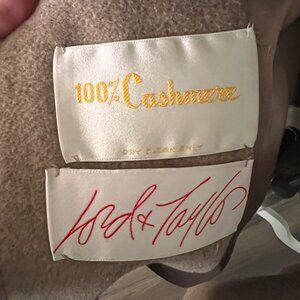 100% Cashmere
DRY CLEAN ONLY
Lord & Taylor